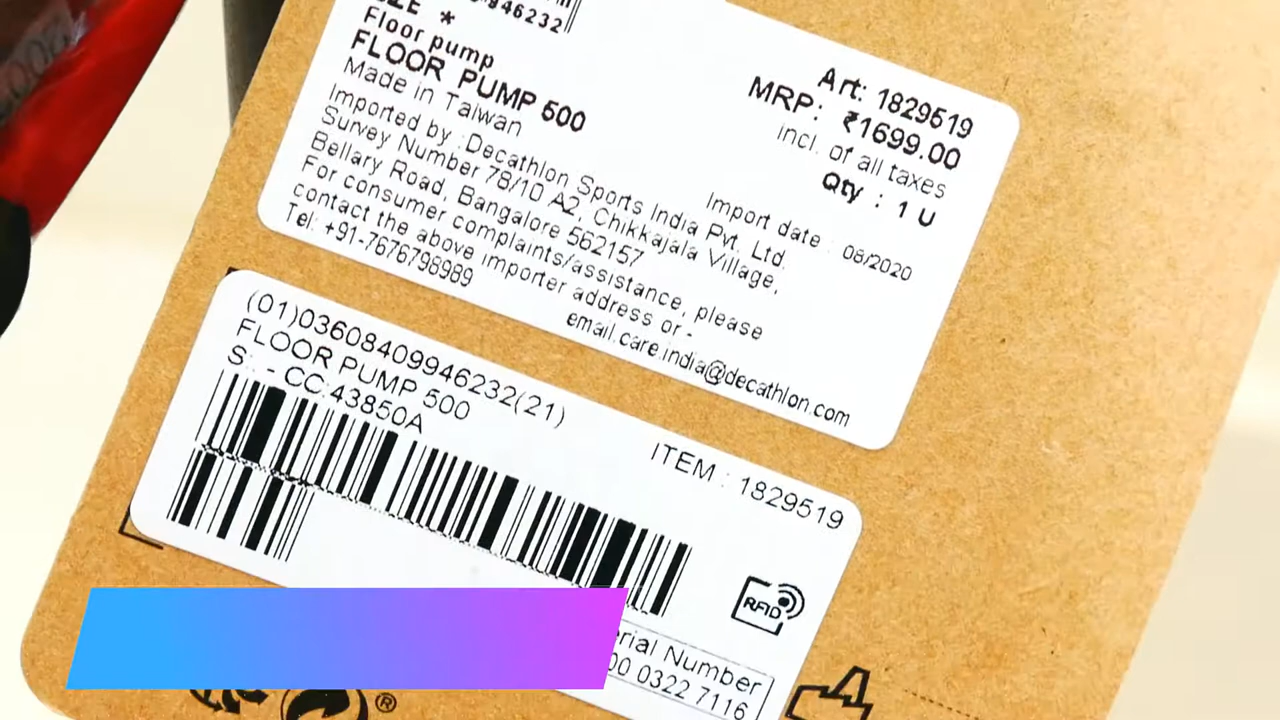 946232
Floor pump
FLOOR PUMP 500
Made in Taiwan
Art: 1829519
MRP: ₹1699.00
incl. of all taxes
Qty : 1 U
Import date : 08/2020
Imported by : Decathlon Sports India Pvt. Ltd.
Survey Number 78/10 A2, Chikkajala Village,
Bellary Road, Bangalore 562157
For consumer complaints/assistance, please
contact the above importer address or -
Tel: +91-7676798989
email.care.india@decathlon.com
(01)03608409946232(21)
FLOOR PUMP 500
S: - CC:43850A
ITEM : 1829519
RFID
Number
0322 7116
®